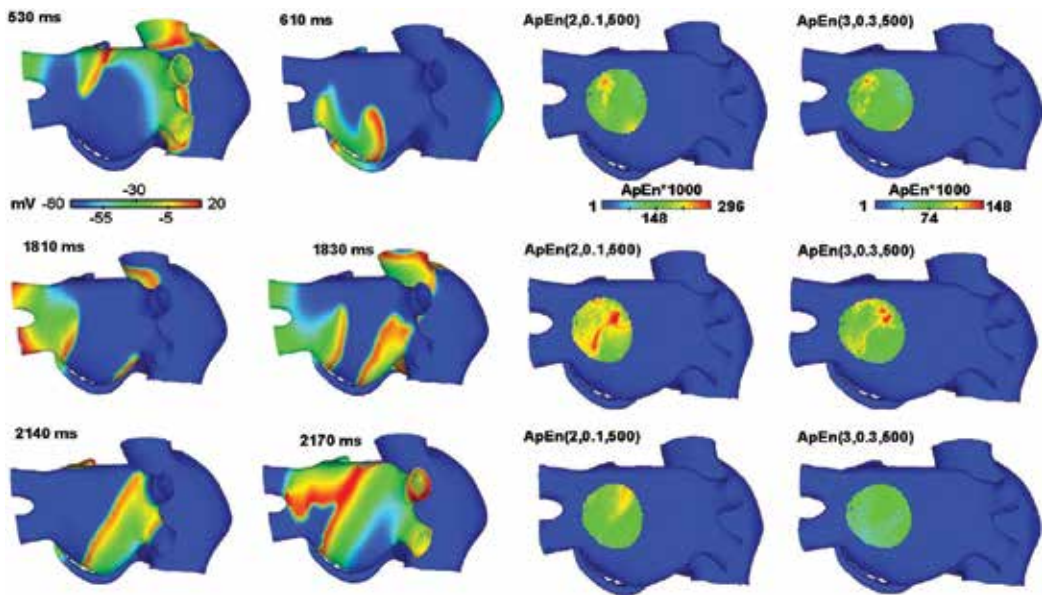 530 ms
610 ms
ApEn(2,0.1,500)
ApEn(3,0.3,500)
mV -80 -55 -30 -5 20
ApEn*1000
1 148 296
ApEn*1000
1 74 148
1810 ms
1830 ms
ApEn(2,0.1,500)
ApEn(3,0.3,500)
2140 ms
2170 ms
ApEn(2,0.1,500)
ApEn(3,0.3,500)